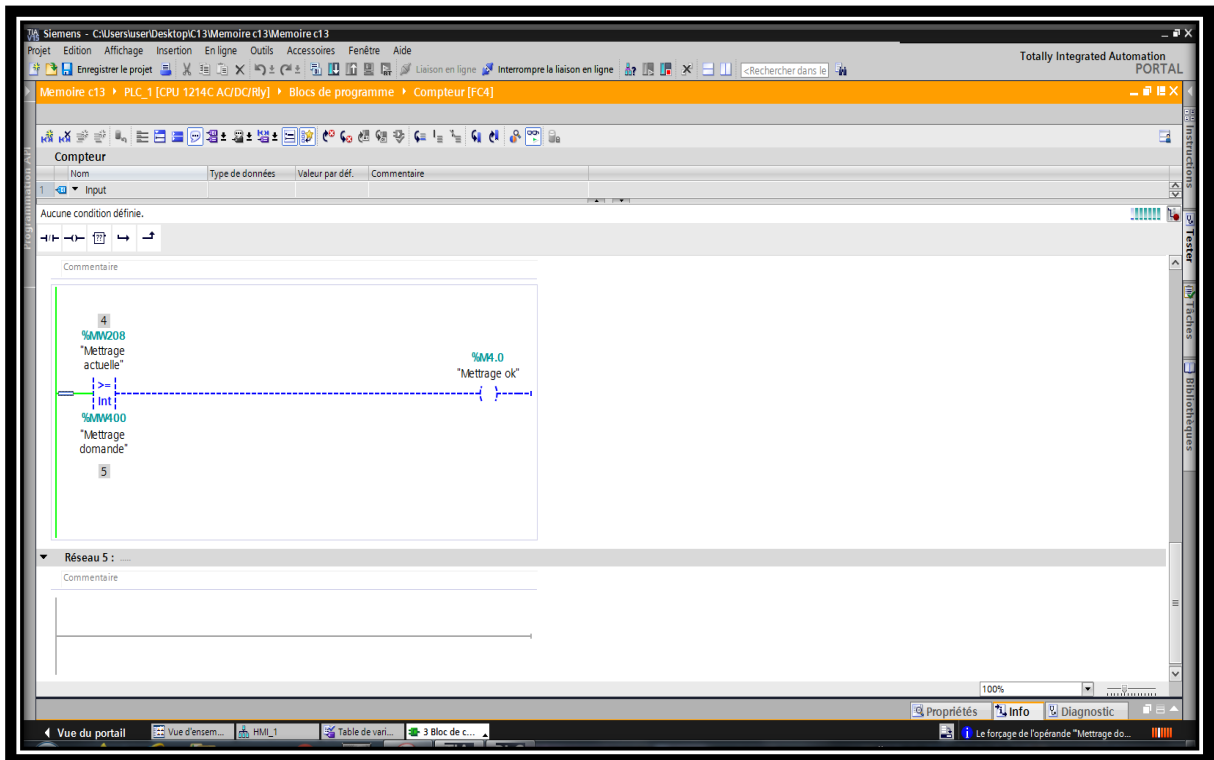 Siemens - C:\Users\user\Desktop\C13\Memoire c13\Memoire c13
Projet Edition Affichage Insertion En ligne Outils Accessoires Fenêtre Aide
Totally Integrated Automation
PORTAL
Enregistrer le projet
Liaison en ligne
Interrompre la liaison en ligne
<Rechercher dans le
Memoire c13 PLC_1 [CPU 1214C AC/DC/Rly] Blocs de programme Compteur [FC4]
Compteur
Nom Type de données Valeur par déf. Commentaire
1 Input
Aucune condition définie.
??
Commentaire
4
%MW208
"Mettrage
actuelle"
>=
Int
%MW400
"Mettrage
domande"
5
%M4.0
"Mettrage ok"
Réseau 5 : .....
Commentaire
100%
Propriétés Info Diagnostic
Vue du portail Vue d'ensem... HMI_1 Table de vari... 3 Bloc de c...
Le forçage de l'opérande "Mettrage do...
Programmation API
Instructions
Tester
Tâches
Bibliothèques